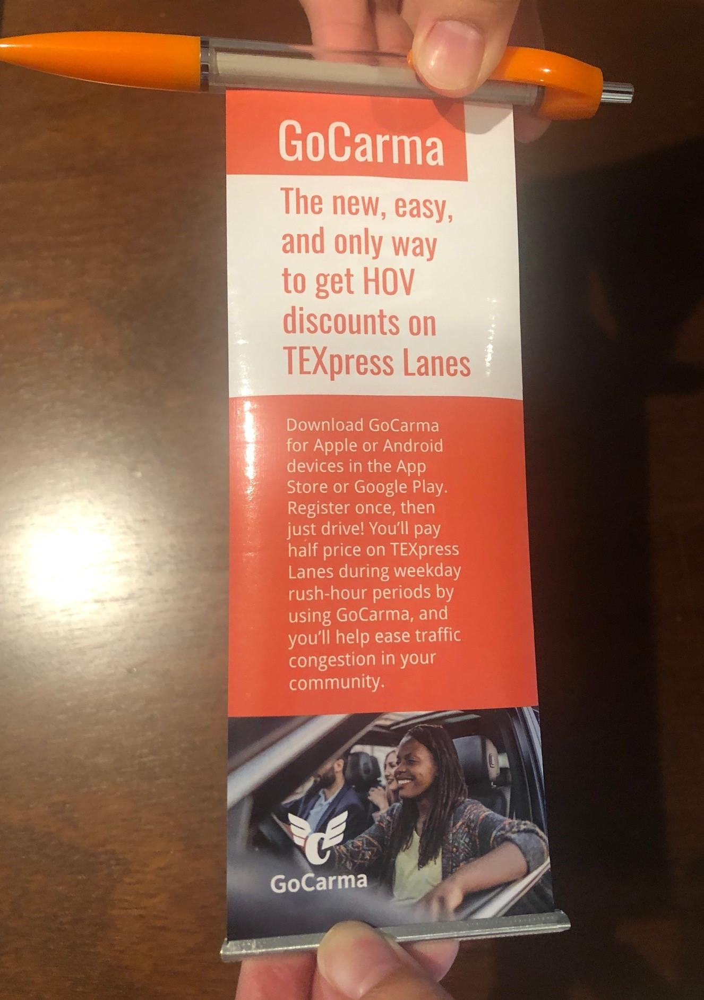 GoCarma
The new, easy,
and only way
to get HOV
discounts on
TEXpress Lanes
Download GoCarma
for Apple or Android
devices in the App
Store or Google Play.
Register once, then
just drive! You'll pay
half price on TEXpress
Lanes during weekday
rush-hour periods by
using GoCarma, and
you'll help ease traffic
congestion in your
community.
GoCarma